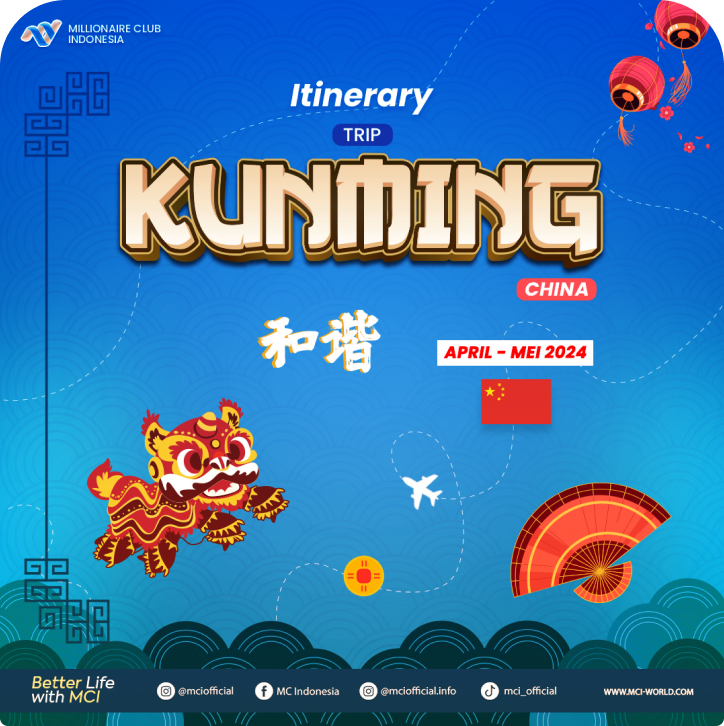 MILLIONAIRE CLUB
INDONESIA
Itinerary
TRIP
KUNMING
CHINA
和谐
APRIL - MEI 2024
Better Life
with MCI
@mciofficial
MC Indonesia
@mciofficial.info
mci_official
WWW.MCI-WORLD.COM